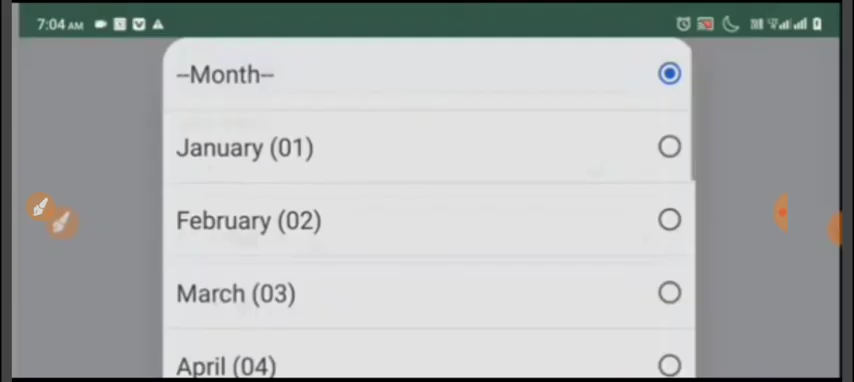 7:04 AM
--Month--
January (01)
February (02)
March (03)
April (04)